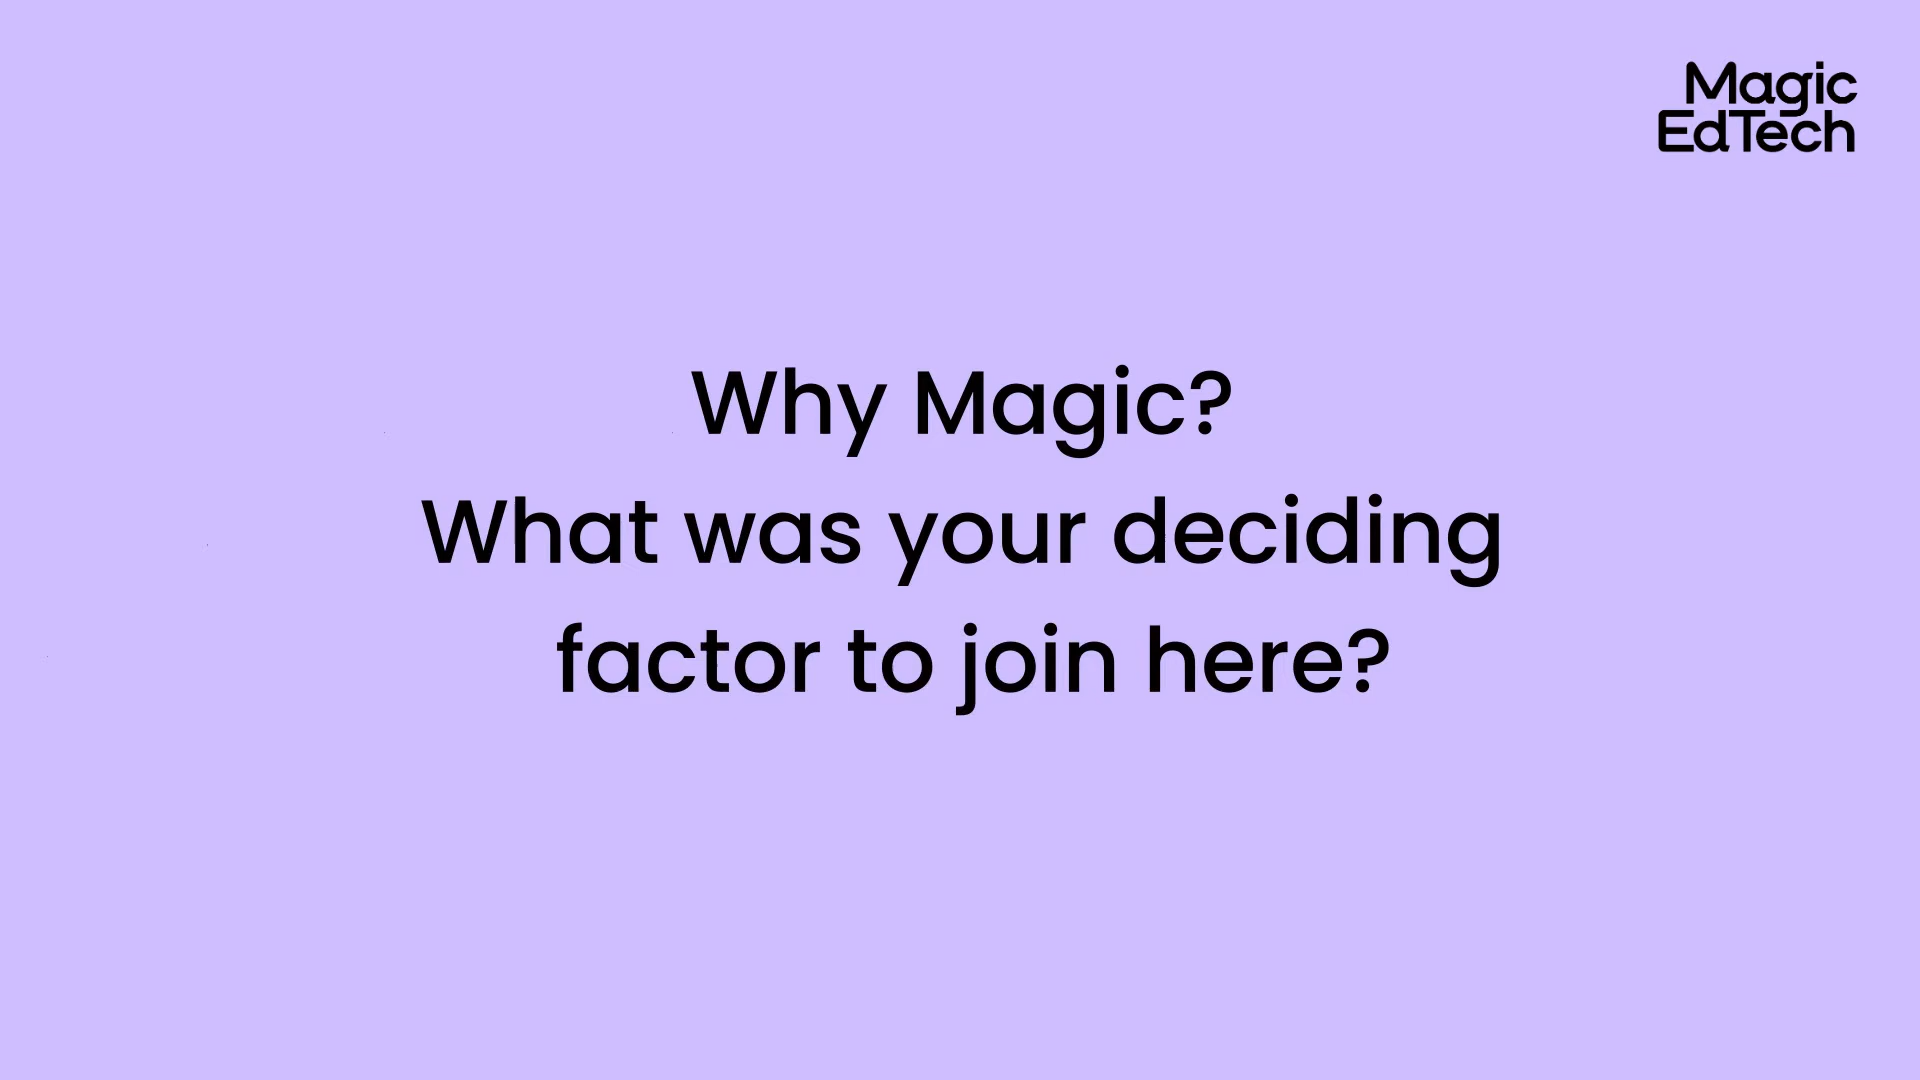 Magic
EdTech
Why Magic?
What was your deciding
factor to join here?